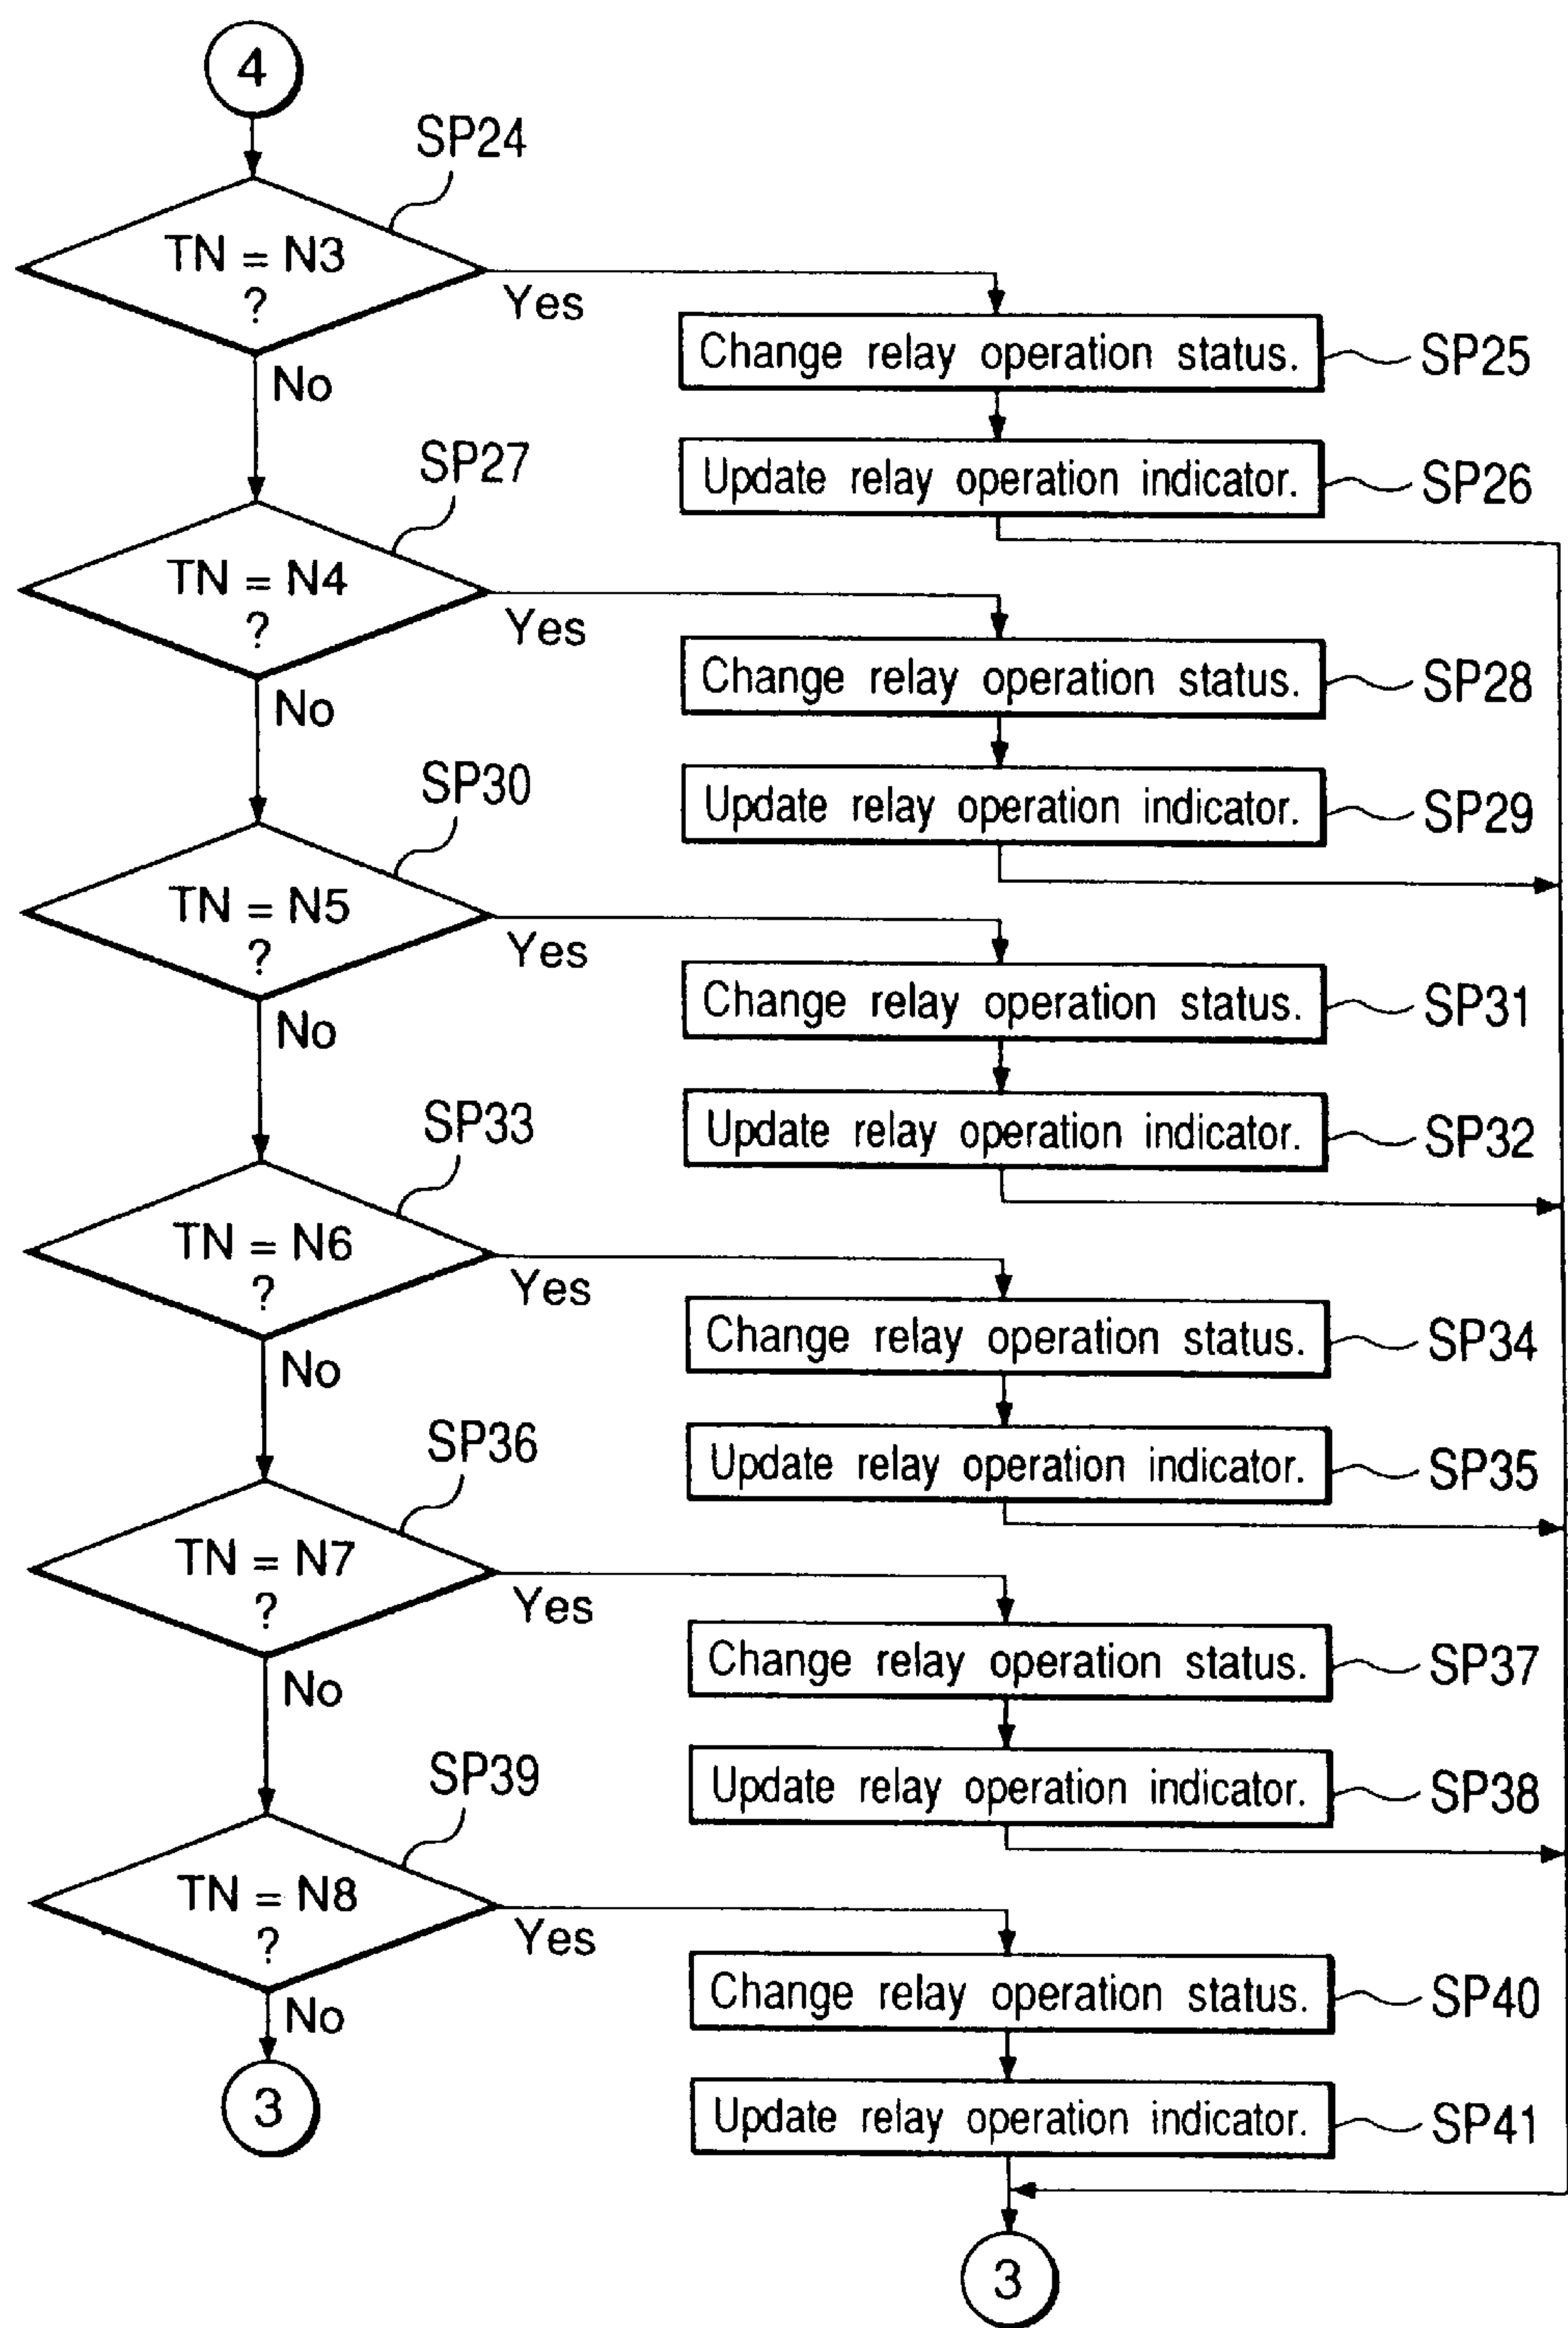 4
SP24
TN = N3
?
Yes
No
Change relay operation status.
SP25
Update relay operation indicator.
SP26
SP27
TN = N4
?
Yes
No
Change relay operation status.
SP28
Update relay operation indicator.
SP29
SP30
TN = N5
?
Yes
No
Change relay operation status.
SP31
Update relay operation indicator.
SP32
SP33
TN = N6
?
Yes
No
Change relay operation status.
SP34
Update relay operation indicator.
SP35
SP36
TN = N7
?
Yes
No
Change relay operation status.
SP37
Update relay operation indicator.
SP38
SP39
TN = N8
?
Yes
No
3
Change relay operation status.
SP40
Update relay operation indicator.
SP41
3